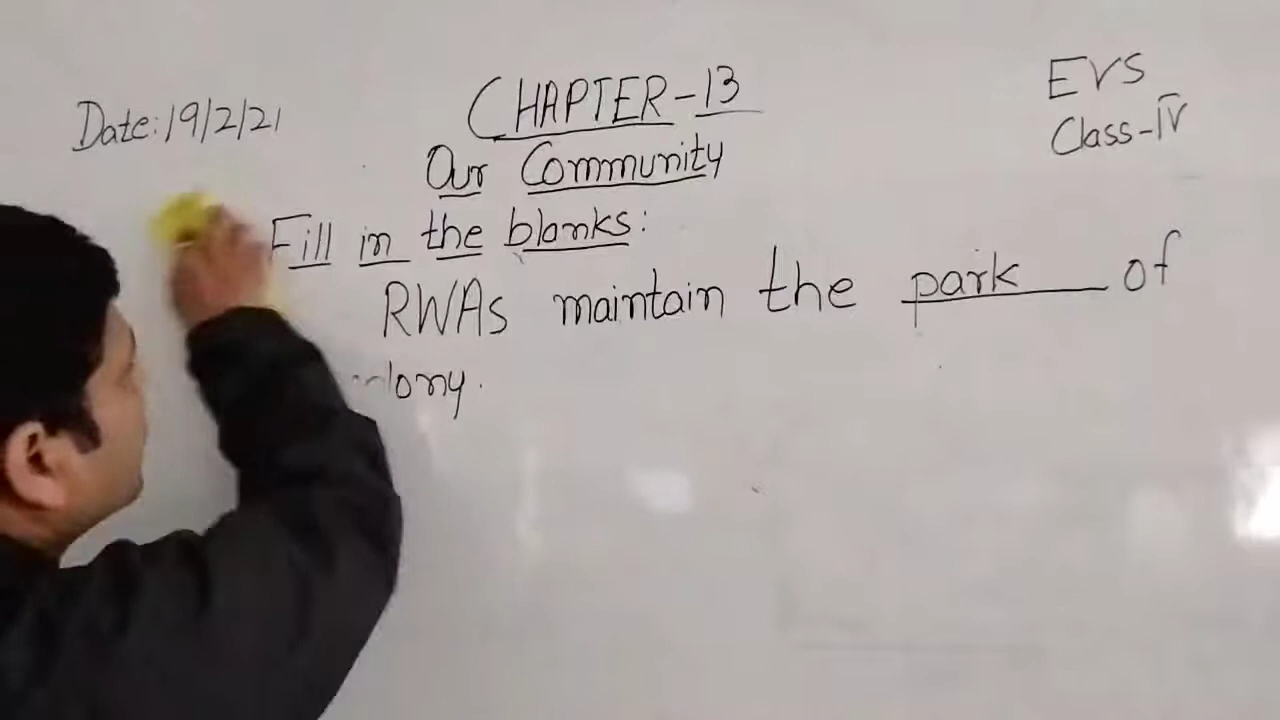 Date: 19/2/21
CHAPTER-13
EVS
Class-IV
Our Community
Fill in the blanks:
RWAs maintain the park of